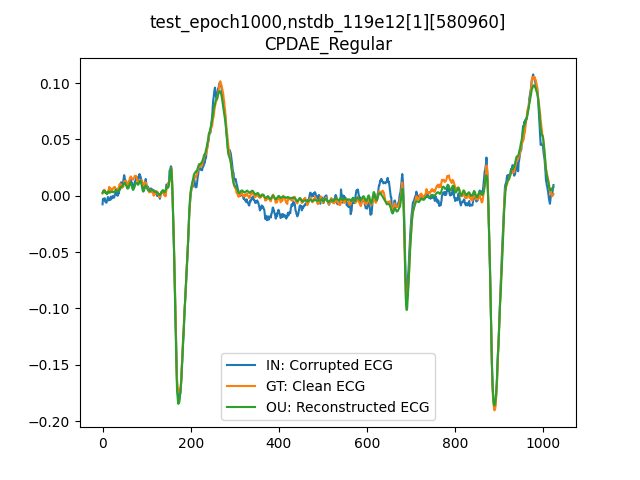 test_epoch1000,nstdb_119e12[1][580960]
CPDAE_Regular
0.10
0.05
0.00
−0.05
−0.10
−0.15
−0.20
0
200
400
600
800
1000
IN: Corrupted ECG
GT: Clean ECG
OU: Reconstructed ECG